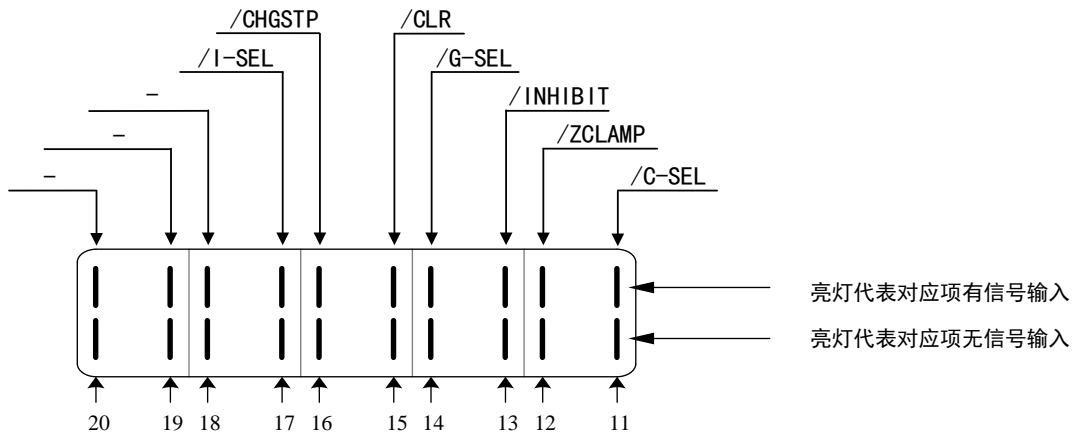 /CHGSTP /CLR
/I-SEL /G-SEL
- /INHIBIT
- /ZCLAMP
- /C-SEL
亮灯代表对应项有信号输入
亮灯代表对应项无信号输入
20 19 18 17 16 15 14 13 12 11